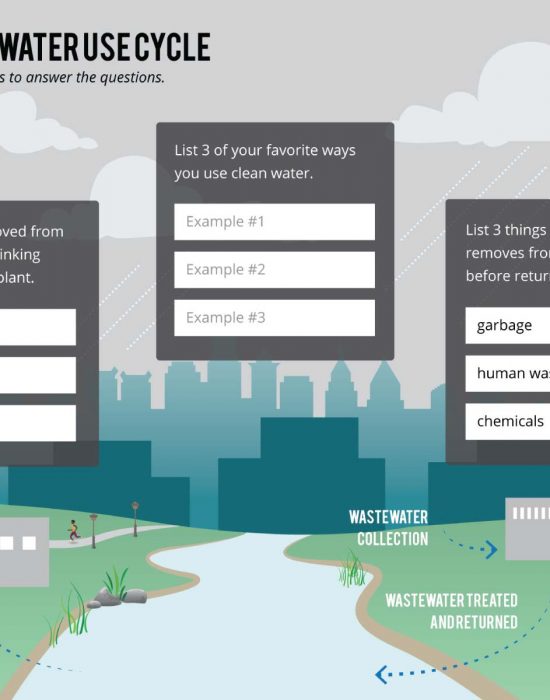 WATER USE CYCLE
s to answer the questions.
List 3 of your favorite ways
you use clean water.
Example #1
Example #2
Example #3
oved from
inking
plant.
List 3 things
removes fro
before retur
garbage
human was
chemicals
WASTEWATER
COLLECTION
WASTEWATER TREATED
AND RETURNED